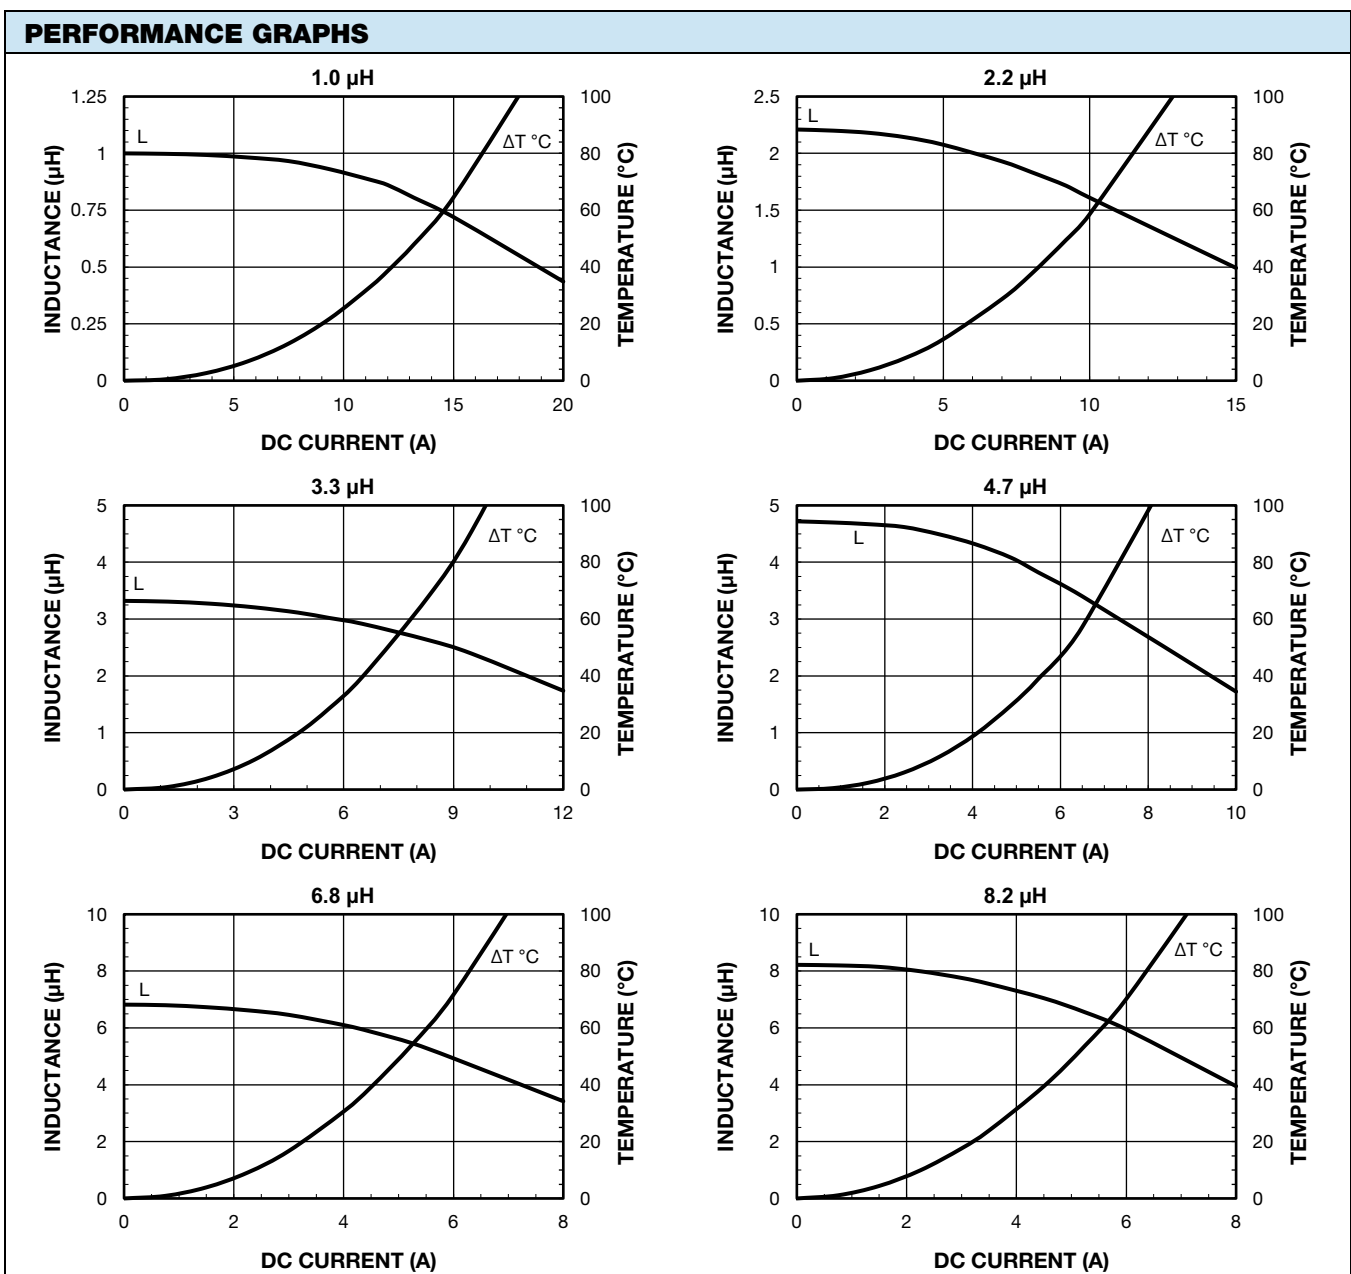 PERFORMANCE GRAPHS
1.0 µH
1.25
1
0.75
0.5
0.25
0
INDUCTANCE (µH)
L
ΔT °C
100
80
60
40
20
0
TEMPERATURE (°C)
0 5 10 15 20
DC CURRENT (A)
2.2 µH
2.5
2
1.5
1
0.5
0
INDUCTANCE (µH)
L
ΔT °C
100
80
60
40
20
0
TEMPERATURE (°C)
0 5 10 15
DC CURRENT (A)
3.3 µH
5
4
3
2
1
0
INDUCTANCE (µH)
L
ΔT °C
100
80
60
40
20
0
TEMPERATURE (°C)
0 3 6 9 12
DC CURRENT (A)
4.7 µH
5
4
3
2
1
0
INDUCTANCE (µH)
L
ΔT °C
100
80
60
40
20
0
TEMPERATURE (°C)
0 2 4 6 8 10
DC CURRENT (A)
6.8 µH
10
8
6
4
2
0
INDUCTANCE (µH)
L
ΔT °C
100
80
60
40
20
0
TEMPERATURE (°C)
0 2 4 6 8
DC CURRENT (A)
8.2 µH
10
8
6
4
2
0
INDUCTANCE (µH)
L
ΔT °C
100
80
60
40
20
0
TEMPERATURE (°C)
0 2 4 6 8
DC CURRENT (A)